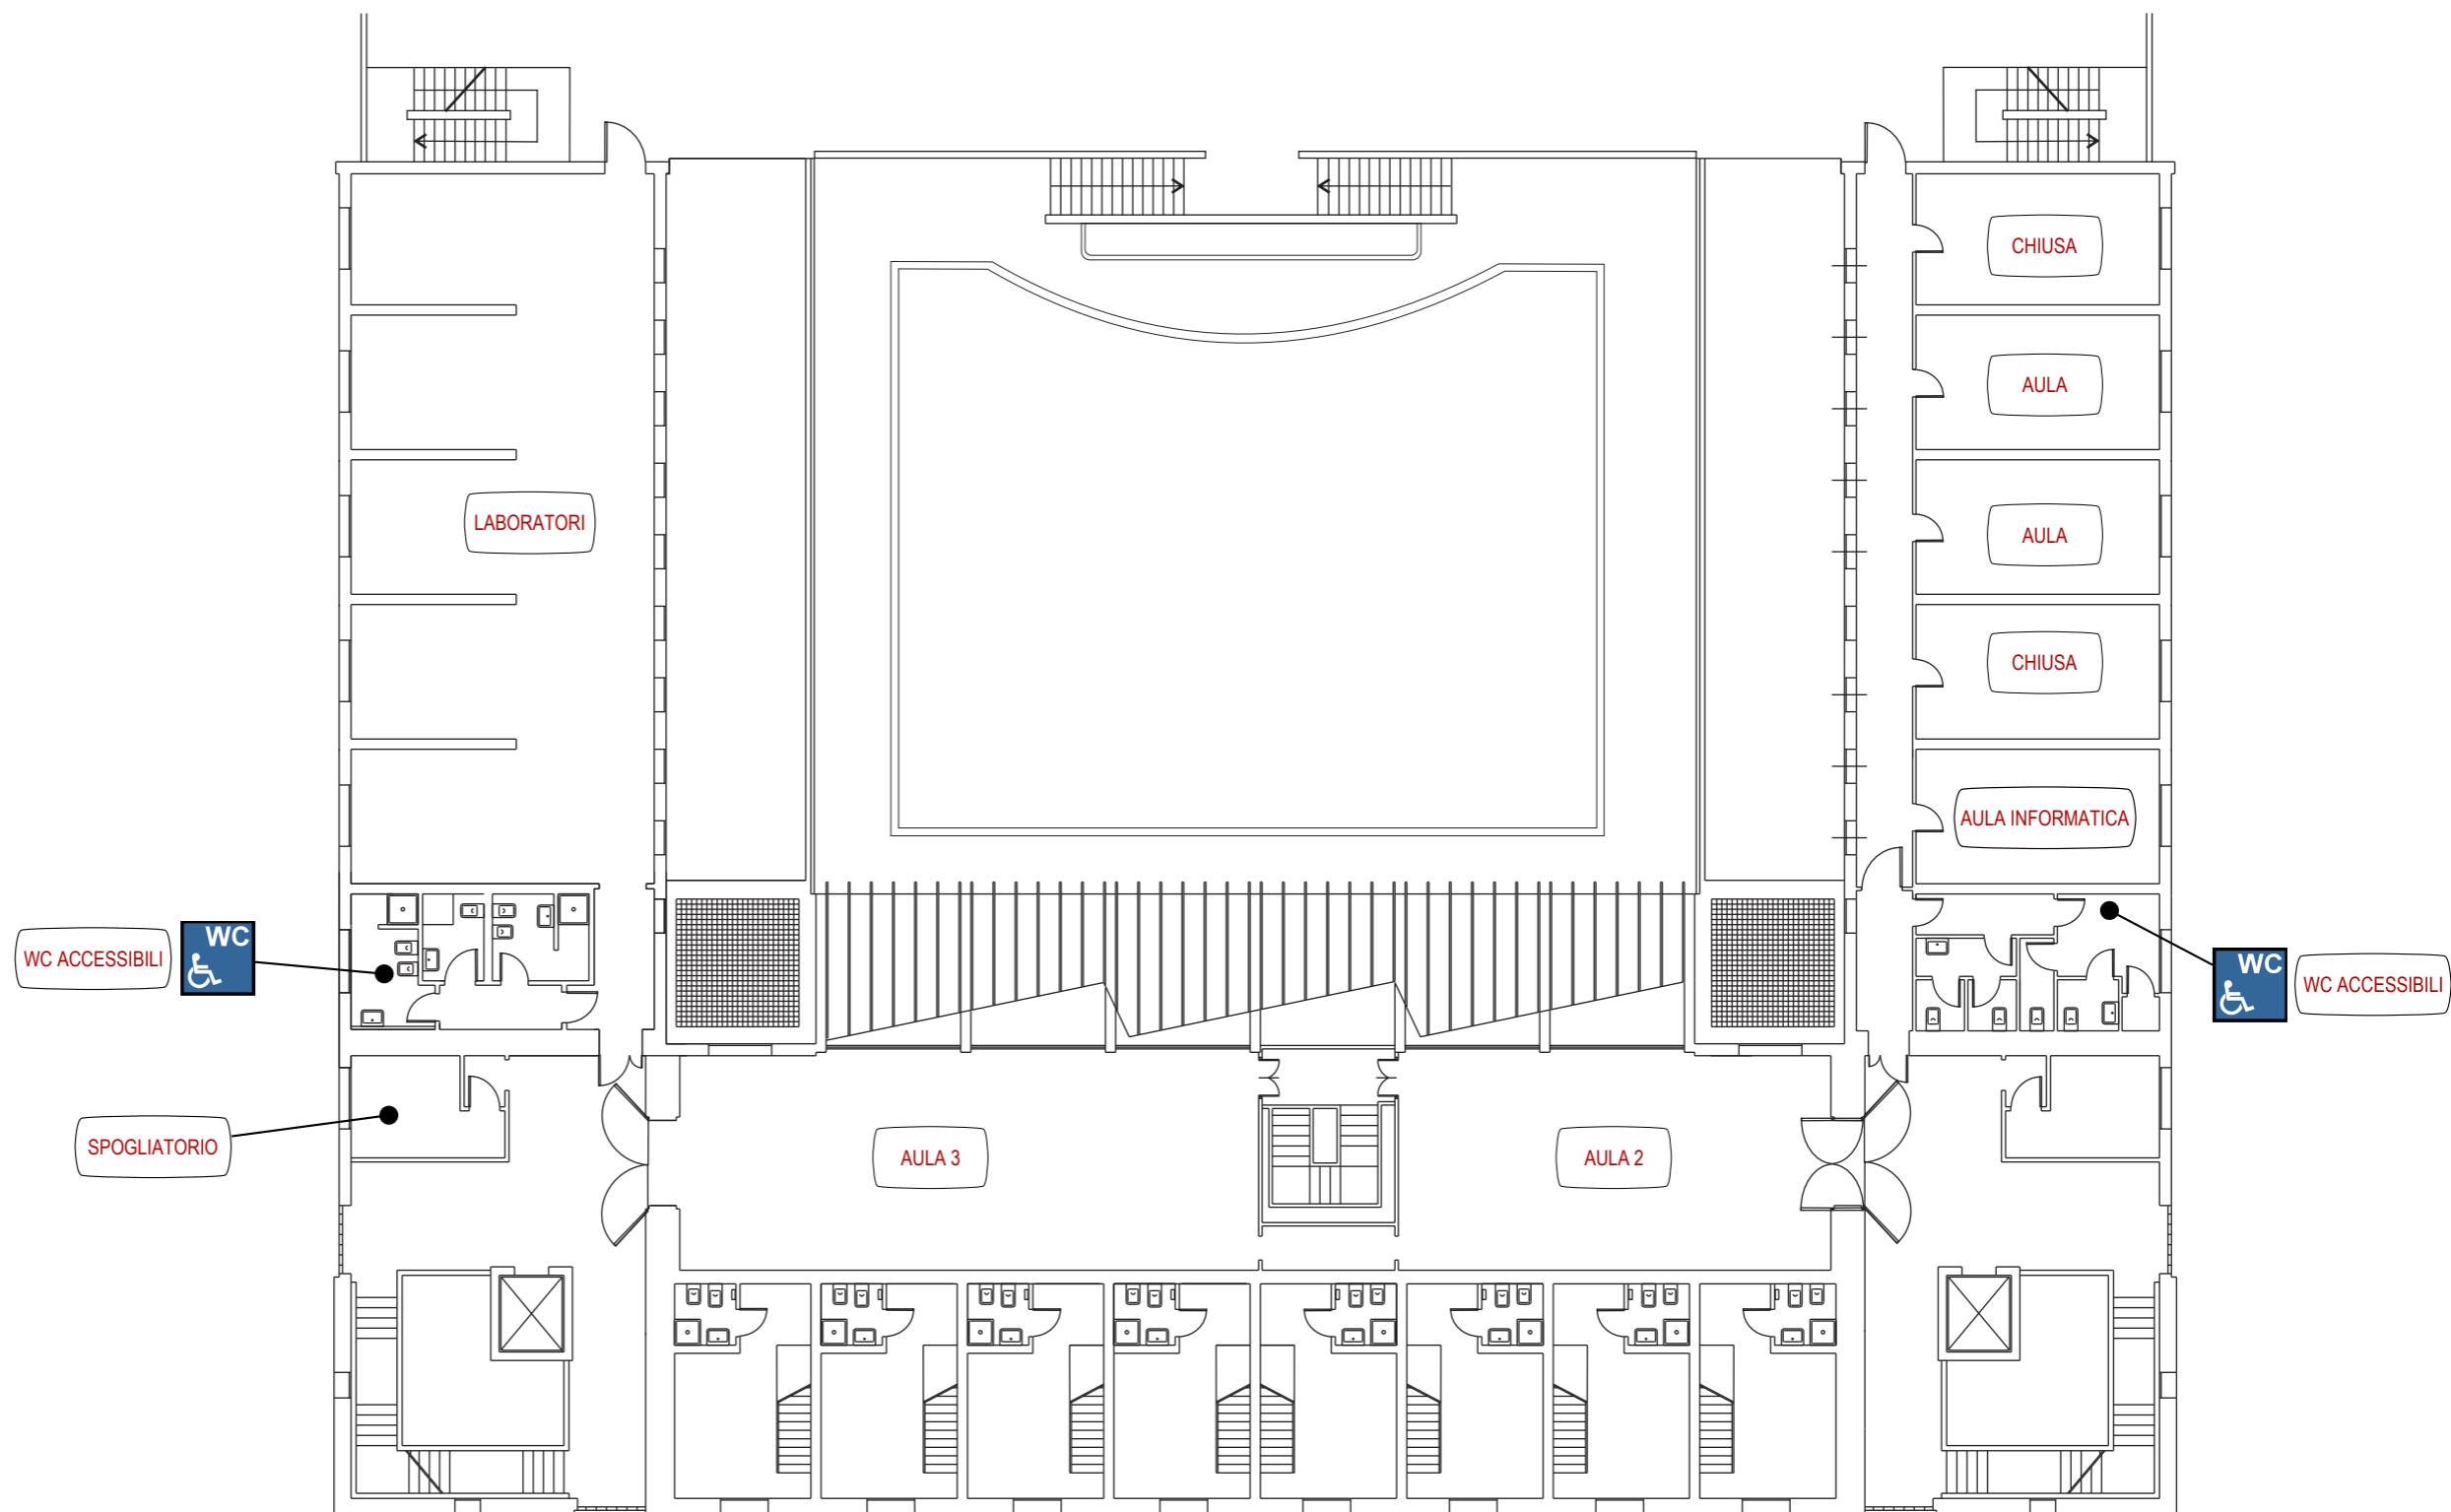 CHIUSA
AULA
LABORATORI
AULA
CHIUSA
AULA INFORMATICA
WC ACCESSIBILI
WC
WC
WC ACCESSIBILI
SPOGLIATORIO
AULA 3
AULA 2